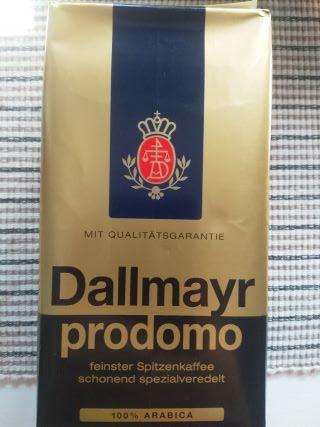 MIT QUALITÄTSGARANTIE
Dallmayr
prodomo
feinster Spitzenkaffee
schonend spezialveredelt
100% ARABICA